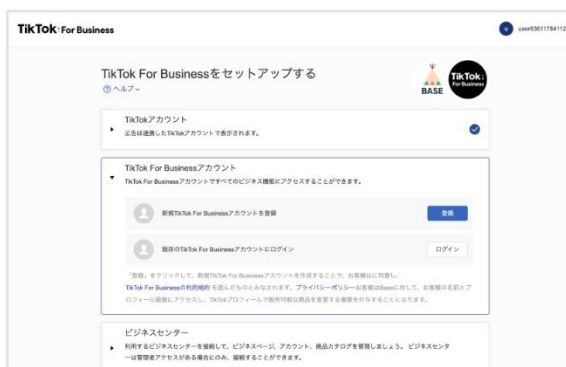 TikTok: For Business
u user63611784112
TikTok For Businessをセットアップする
ヘルプ
BASE
TikTok:
For Business
TikTokアカウント
広告は連携したTikTokアカウントで表示されます。
TikTok For Businessアカウント
TikTok For Businessアカウントですべてのビジネス機能にアクセスすることができます。
新規TikTok For Businessアカウントを登録
登録
既存のTikTok For Businessアカウントにログイン
ログイン
「登録」をクリックして、新規TikTok For Businessアカウントを作成することで、お客様はに同意し、
TikTok For Businessの利用規約 を読んだものとみなされます。プライバシーポリシーお客様はBaseに対して、お客様の名前とプ
ロフィール画像にアクセスし、TikTokプロフィールで販売可能な商品を変更する権限を付与することになります。
ビジネスセンター
利用するビジネスセンターを接続して、ビジネスページ、アカウント、商品カタログを管理しましょう。 ビジネスセンタ
ーは管理者アクセスがある場合にのみ、接続することができます。